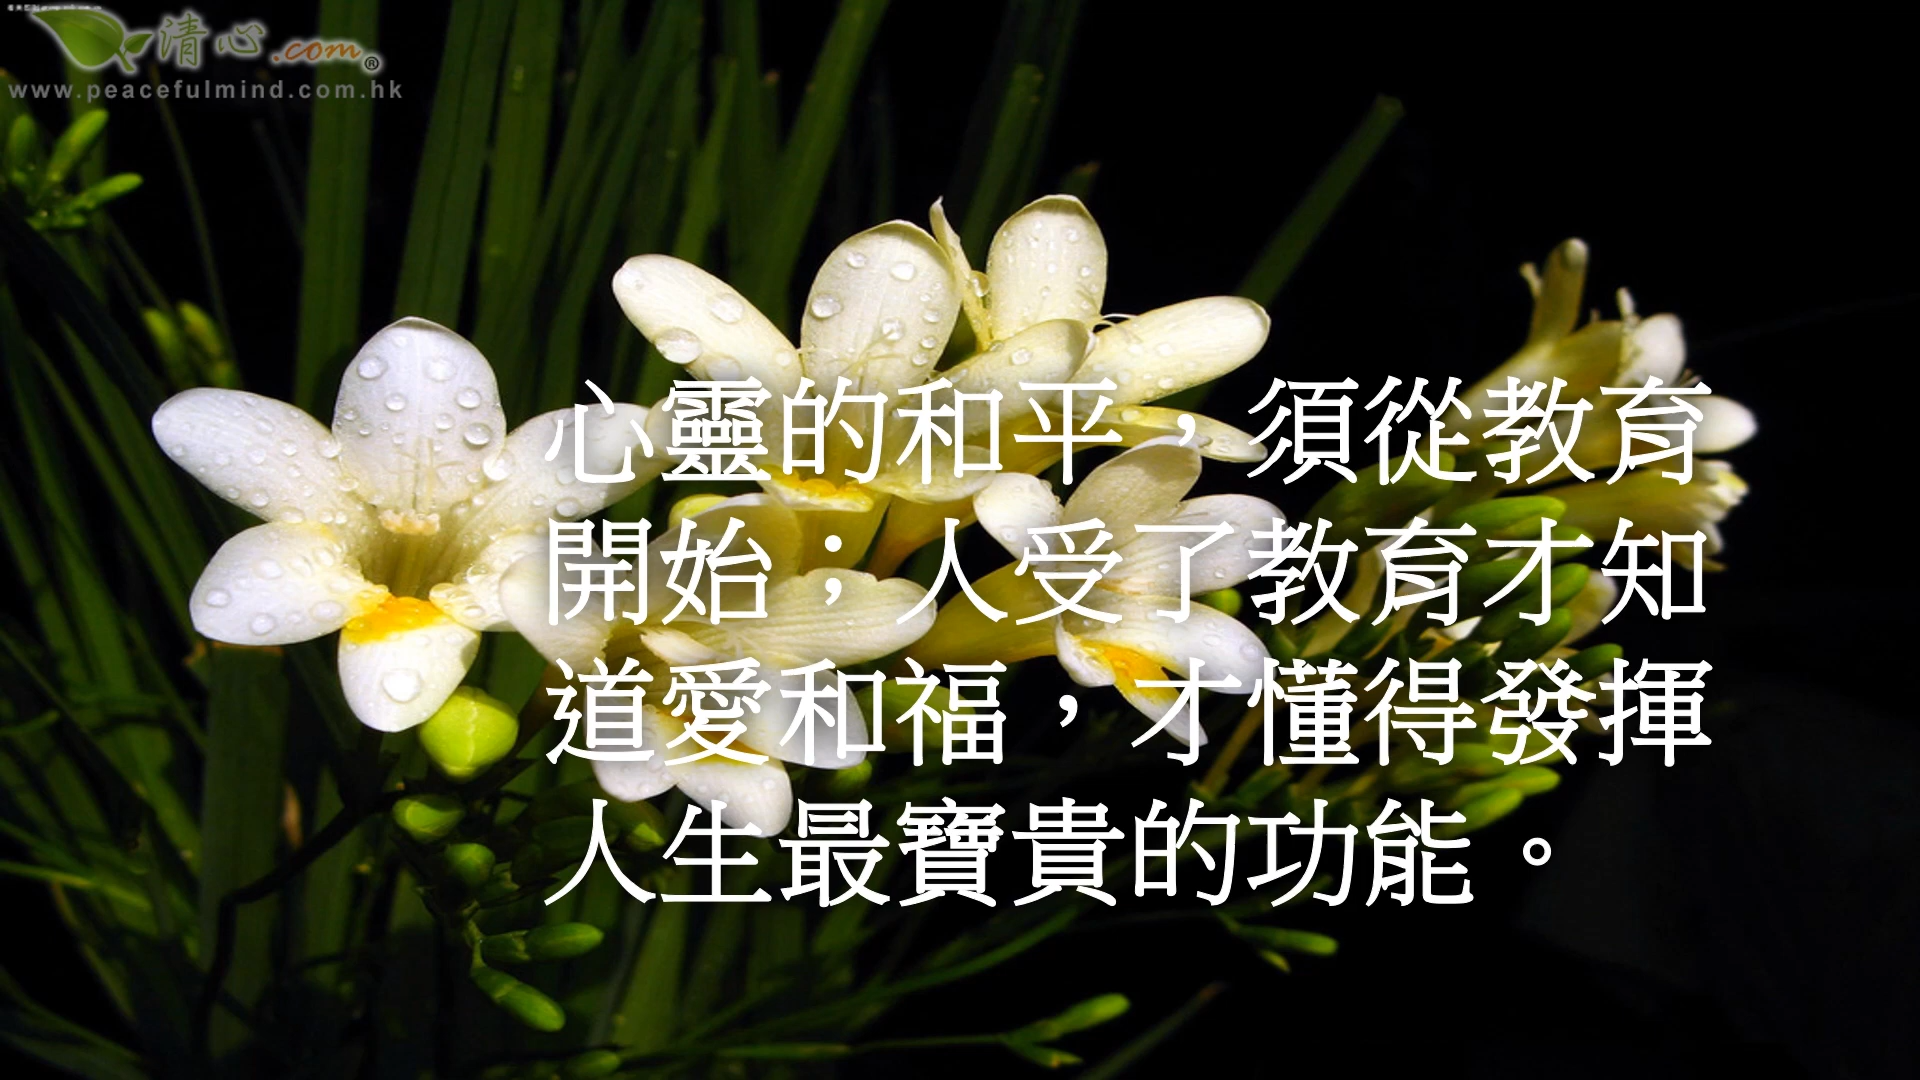 清心.com®
www.peacefulmind.com.hk
心靈的和平，須從教育
開始；人受了教育才知
道愛和福，才懂得發揮
人生最寶貴的功能。